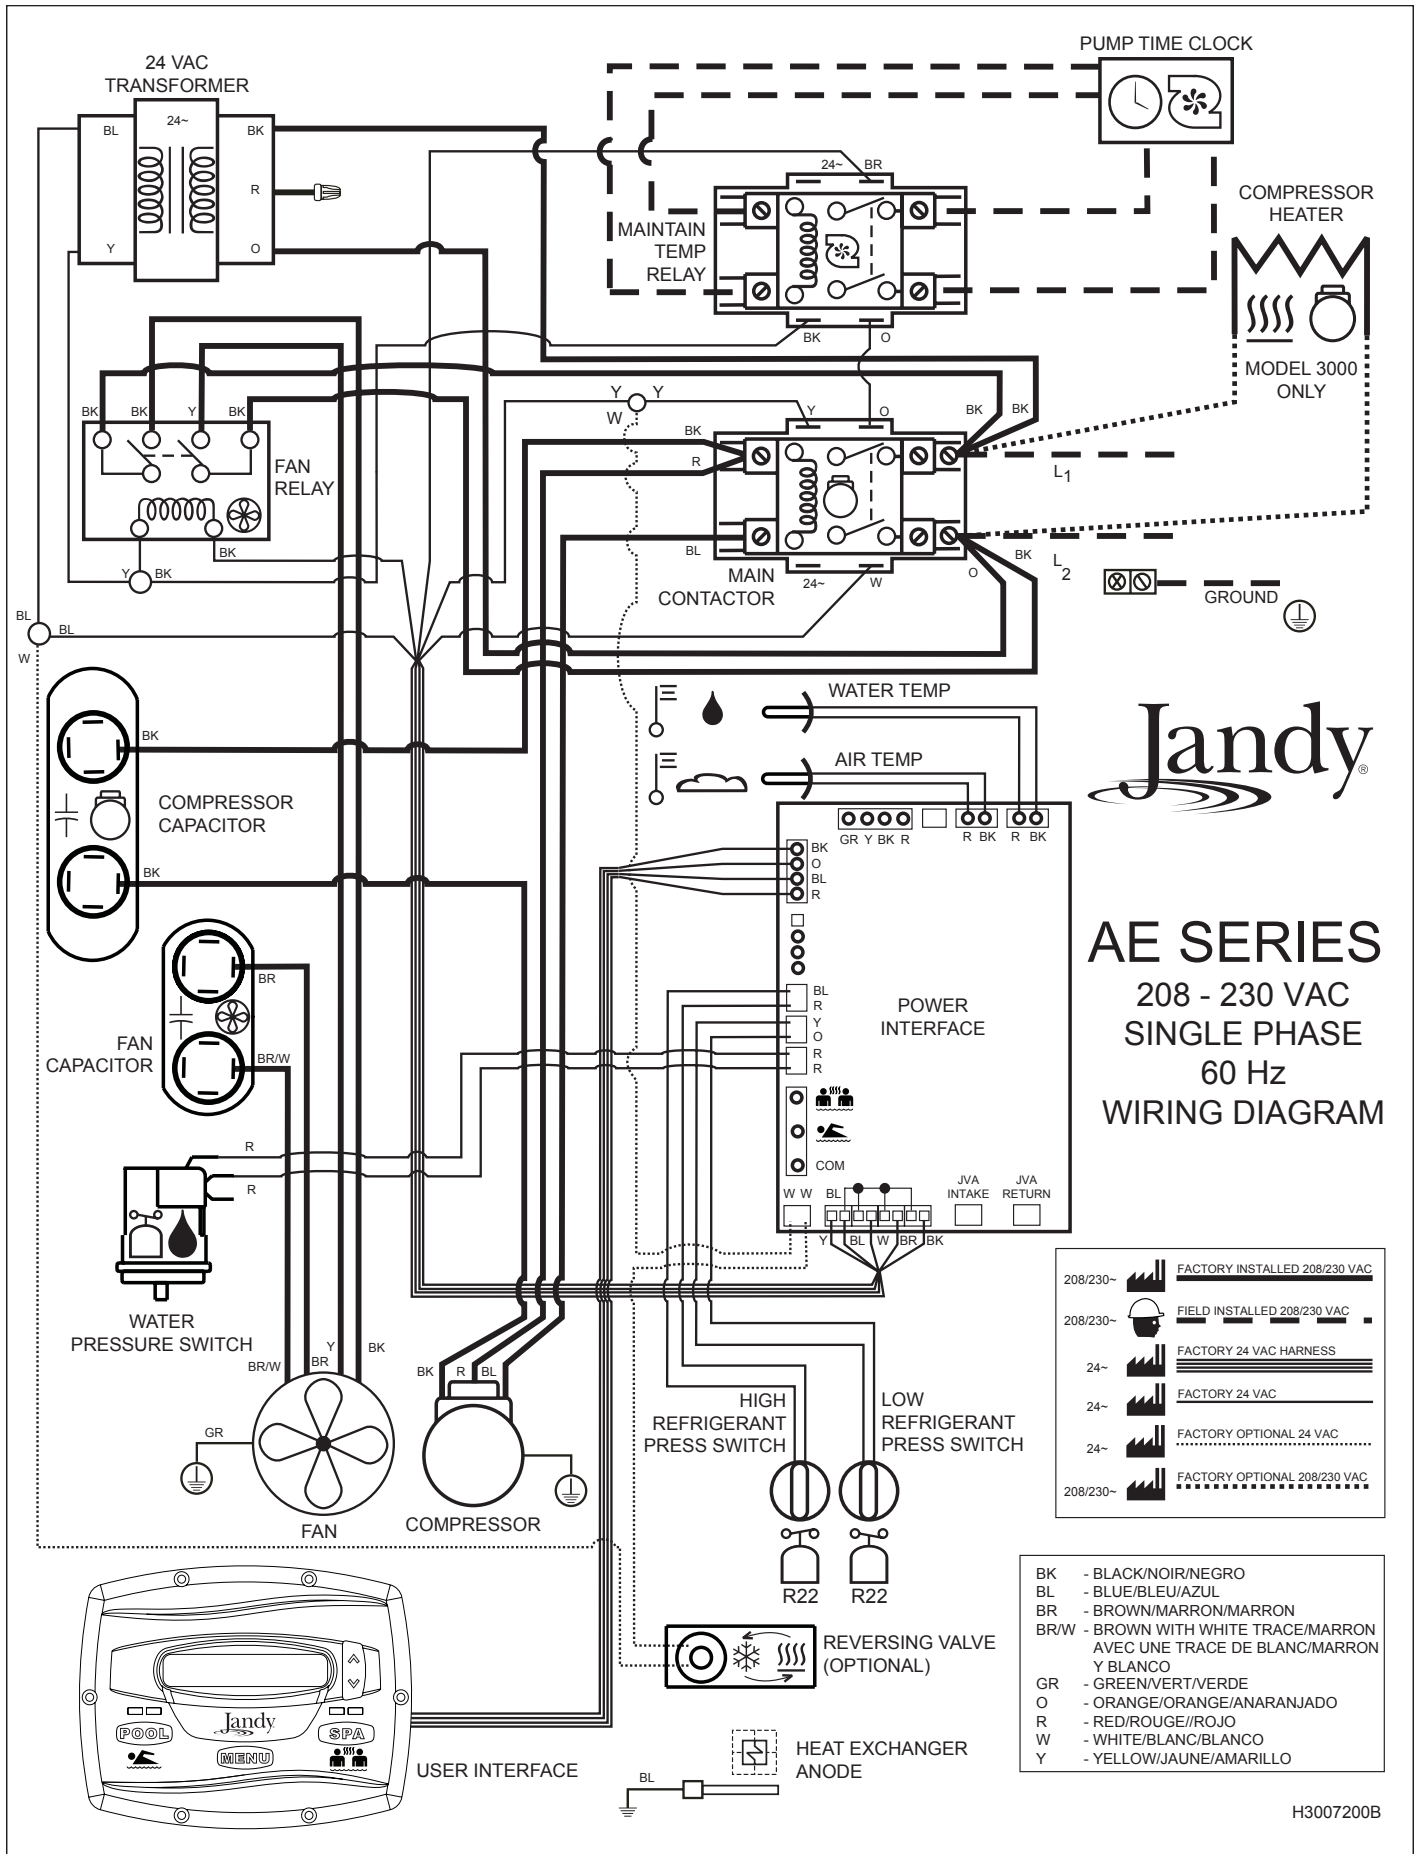 PUMP TIME CLOCK
24 VAC
TRANSFORMER
BL
24~
BK
R
Y
O
24~ BR
MAINTAIN
TEMP
RELAY
BK
O
COMPRESSOR
HEATER
MODEL 3000
ONLY
BK
BK
Y
BK
FAN
RELAY
BK
Y
BK
Y
Y
W
BK
R
BL
Y
O
BK
BK
L1
BK
O
L2
MAIN
CONTACTOR
24~
W
GROUND
BL
BL
W
BK
COMPRESSOR
CAPACITOR
BK
WATER TEMP
AIR TEMP
Jandy®
GR Y BK R
R BK
R BK
BK
O
BL
R
AE SERIES
208 - 230 VAC
SINGLE PHASE
60 Hz
WIRING DIAGRAM
BR
FAN
CAPACITOR
BR/W
BL
R
Y
O
R
R
POWER
INTERFACE
COM
R
R
W W
BL
JVA
INTAKE
JVA
RETURN
Y
BL
W
BR
BK
WATER
PRESSURE SWITCH
BR/W
BR
Y
BK
GR
FAN
BK
R
BL
COMPRESSOR
HIGH
REFRIGERANT
PRESS SWITCH
LOW
REFRIGERANT
PRESS SWITCH
R22
R22
208/230~ FACTORY INSTALLED 208/230 VAC
208/230~ FIELD INSTALLED 208/230 VAC
24~ FACTORY 24 VAC HARNESS
24~ FACTORY 24 VAC
24~ FACTORY OPTIONAL 24 VAC
208/230~ FACTORY OPTIONAL 208/230 VAC
BK - BLACK/NOIR/NEGRO
BL - BLUE/BLEU/AZUL
BR - BROWN/MARRON/MARRON
BR/W - BROWN WITH WHITE TRACE/MARRON
AVEC UNE TRACE DE BLANC/MARRON
Y BLANCO
GR - GREEN/VERT/VERDE
O - ORANGE/ORANGE/ANARANJADO
R - RED/ROUGE//ROJO
W - WHITE/BLANC/BLANCO
Y - YELLOW/JAUNE/AMARILLO
REVERSING VALVE
(OPTIONAL)
POOL
Jandy
SPA
MENU
USER INTERFACE
HEAT EXCHANGER
ANODE
BL
H3007200B